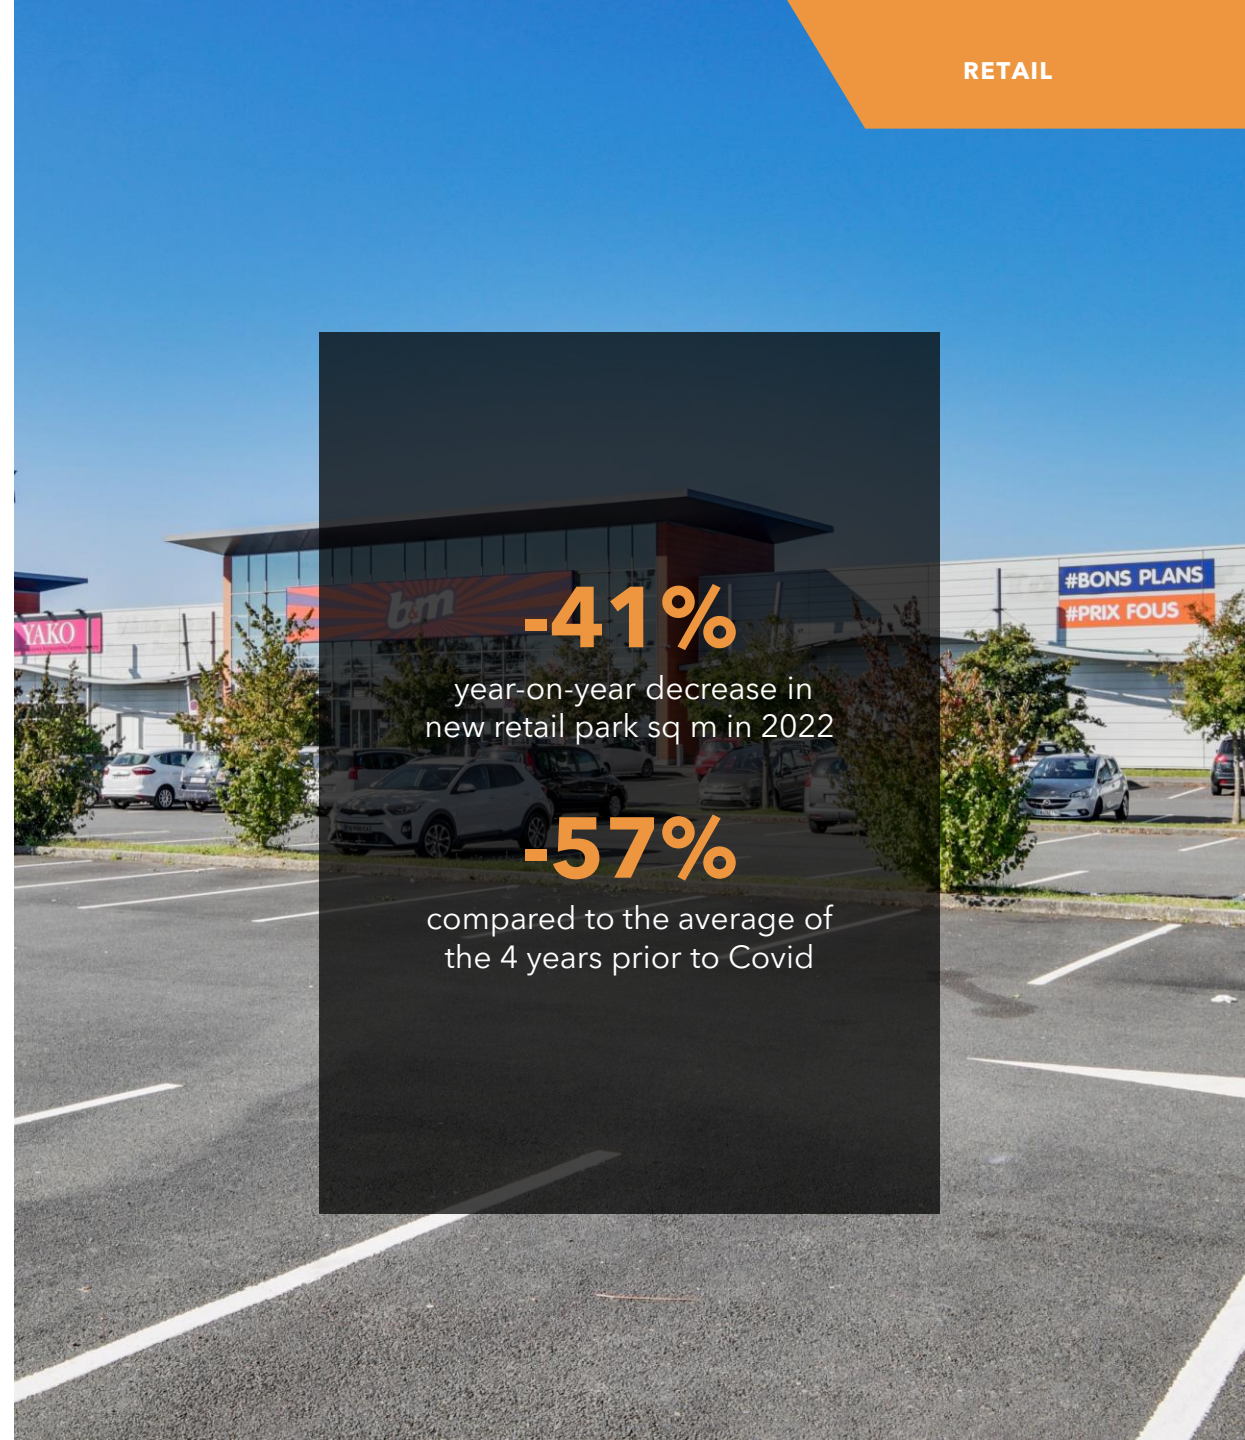 RETAIL
YAKO
b&m
#BONS PLANS
#PRIX FOUS
-41%
year-on-year decrease in
new retail park sq m in 2022
-57%
compared to the average of
the 4 years prior to Covid